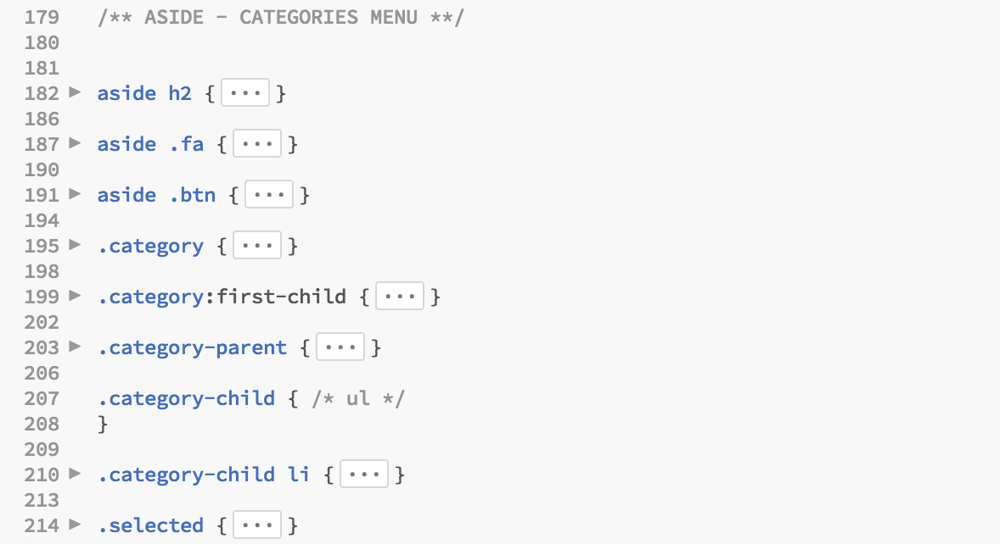 179 /** ASIDE - CATEGORIES MENU **/
180
181
182 ▶ aside h2 {•••}
186
187 ▶ aside .fa {•••}
190
191 ▶ aside .btn {•••}
194
195 ▶ .category {•••}
198
199 ▶ .category:first-child {•••}
202
203 ▶ .category-parent {•••}
206
207 .category-child { /* ul */
208 }
209
210 ▶ .category-child li {•••}
213
214 ▶ .selected {•••}